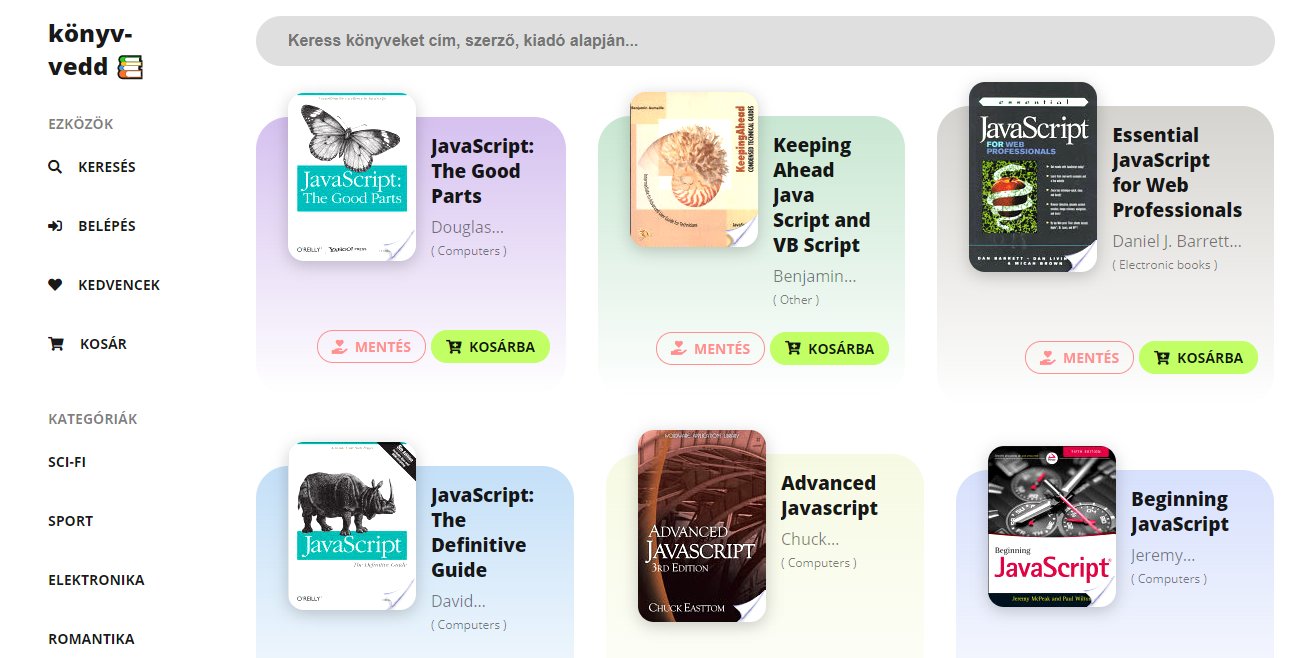 könyv-
vedd
Keress könyveket cím, szerző, kiadó alapján...
EZKÖZÖK
KERESÉS
BELÉPÉS
KEDVENCEK
KOSÁR
KATEGÓRIÁK
SCI-FI
SPORT
ELEKTRONIKA
ROMANTIKA
JavaScript:
The Good Parts
O'REILLY
YAHOO! PRESS
JavaScript:
The Good
Parts
Douglas...
( Computers )
MENTÉS
KOSÁRBA
KeepingAhead
CONDENSED TECHNICAL GUIDES
Keeping
Ahead
Java
Script and
VB Script
Benjamin...
( Other )
MENTÉS
KOSÁRBA
essential
JavaScript
FOR WEB
PROFESSIONALS
DAN BARRETT • DAN
& MICAH BROWN
Essential
JavaScript
for Web
Professionals
Daniel J. Barrett...
( Electronic books )
MENTÉS
KOSÁRBA
JavaScript
The Definitive Guide
O'REILLY
JavaScript:
The
Definitive
Guide
David...
( Computers )
WORDWARE APPLICATIONS LIBRARY
ADVANCED
JAVASCRIPT
3RD EDITION
CHUCK EASTTOM
Advanced
Javascript
Chuck...
( Computers )
FIFTH EDITION
Beginning
JavaScript
Jeremy McPeak and Paul
Beginning
JavaScript
Jeremy...
( Computers )